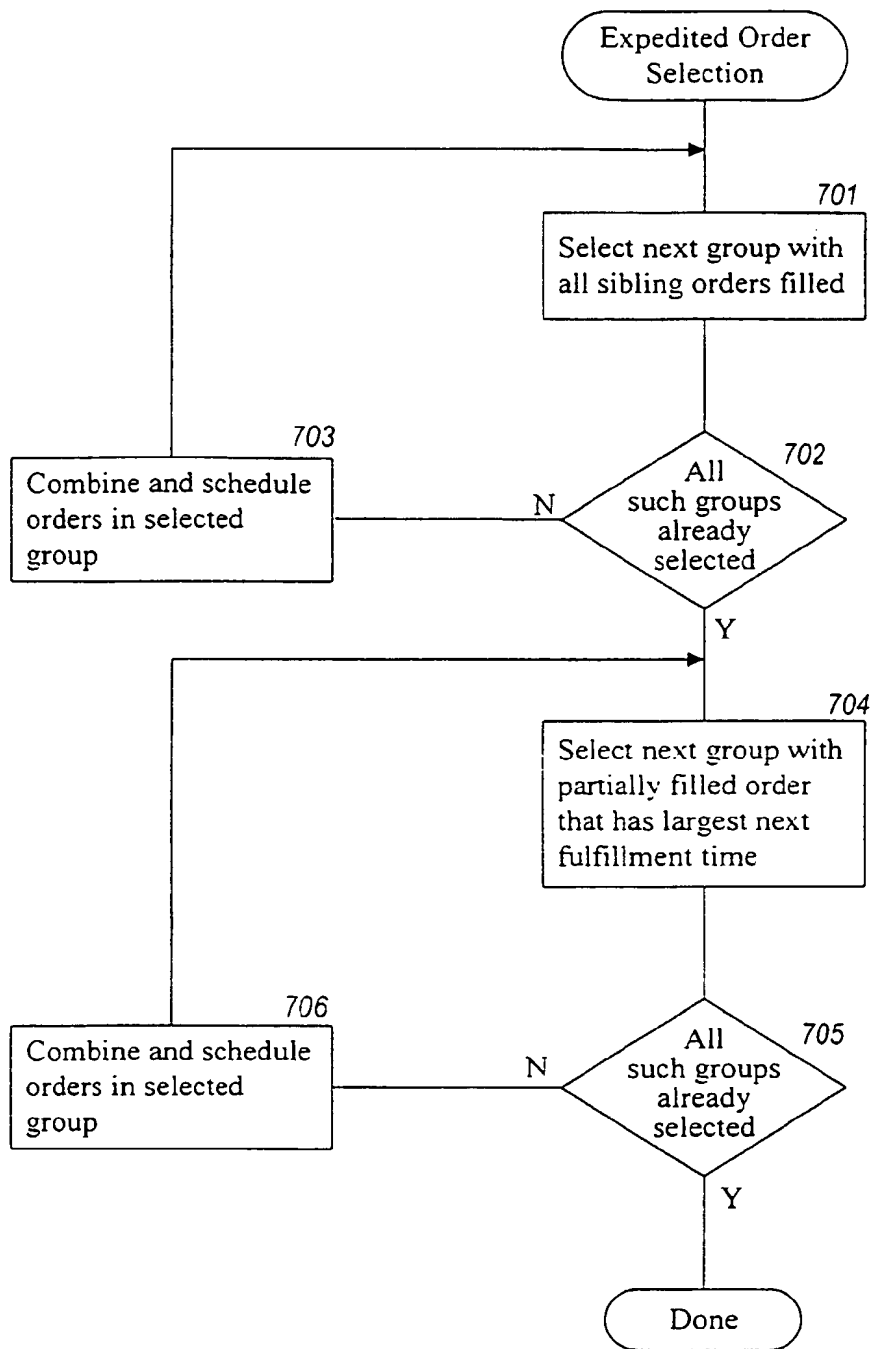 Expedited Order
Selection
701
Select next group with
all sibling orders filled
703
Combine and schedule
orders in selected
group
702
All
such groups
already
selected
N
Y
704
Select next group with
partially filled order
that has largest next
fulfillment time
706
Combine and schedule
orders in selected
group
705
All
such groups
already
selected
N
Y
Done